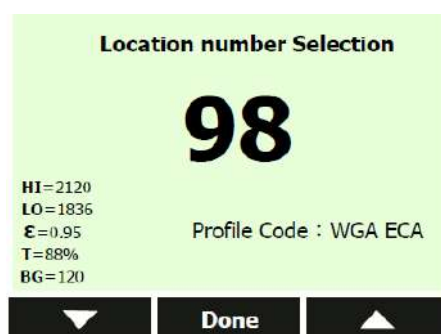 Location number Selection
98
HI=2120
LO=1836
ε=0.95
T=88%
BG=120
Profile Code : WGA ECA
Done